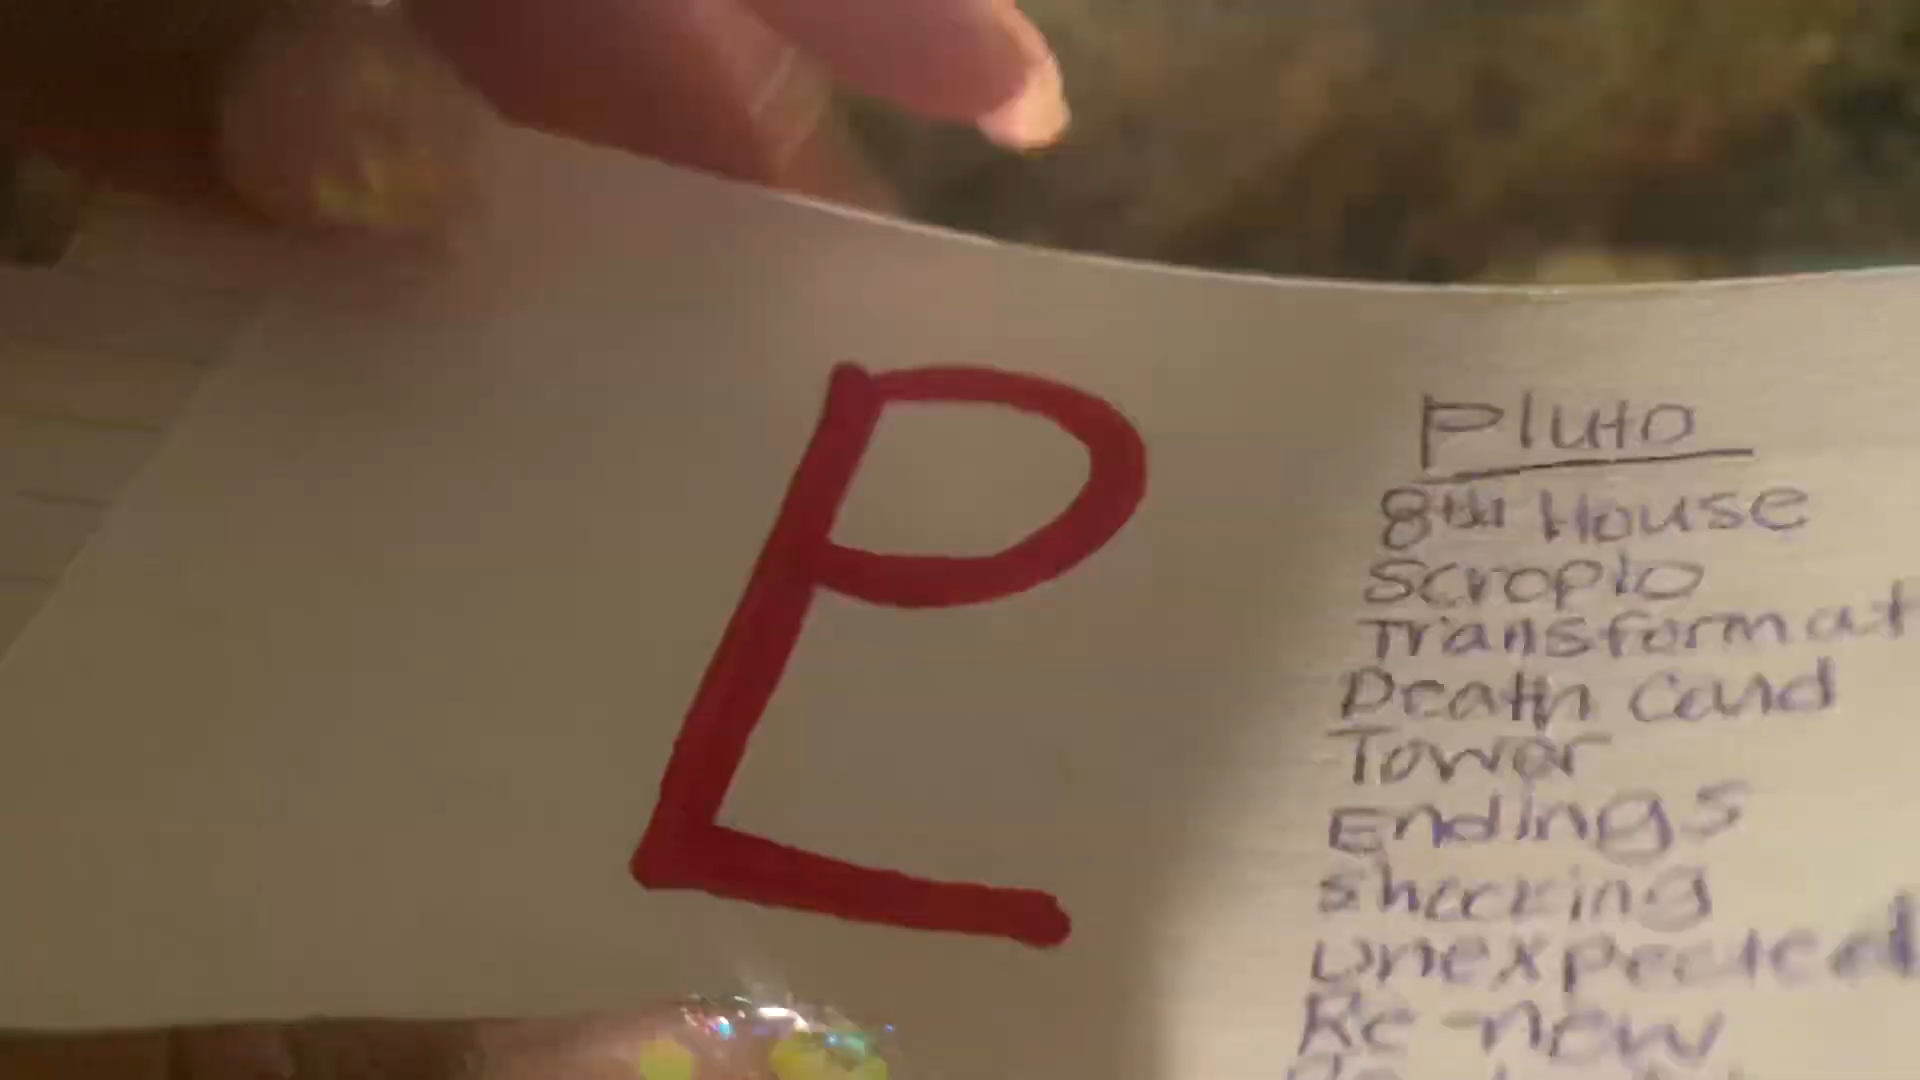 Pluto
8th House
Scropio
Transformat
Death Card
Tower
Endings
Shocking
Unexpected
Re-new